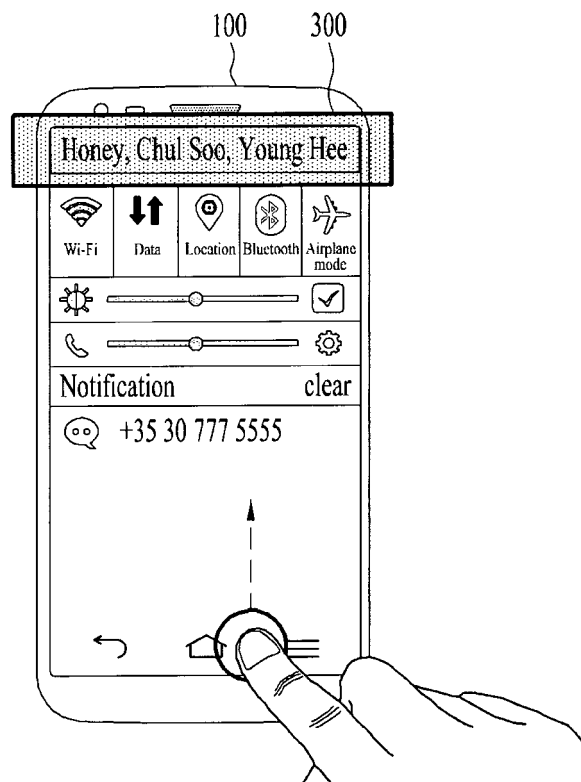 100 300
Honey, Chul Soo, Young Hee
Wi-Fi Data Location Bluctooth Airplane
mode
Notification clear
+35 30 777 5555